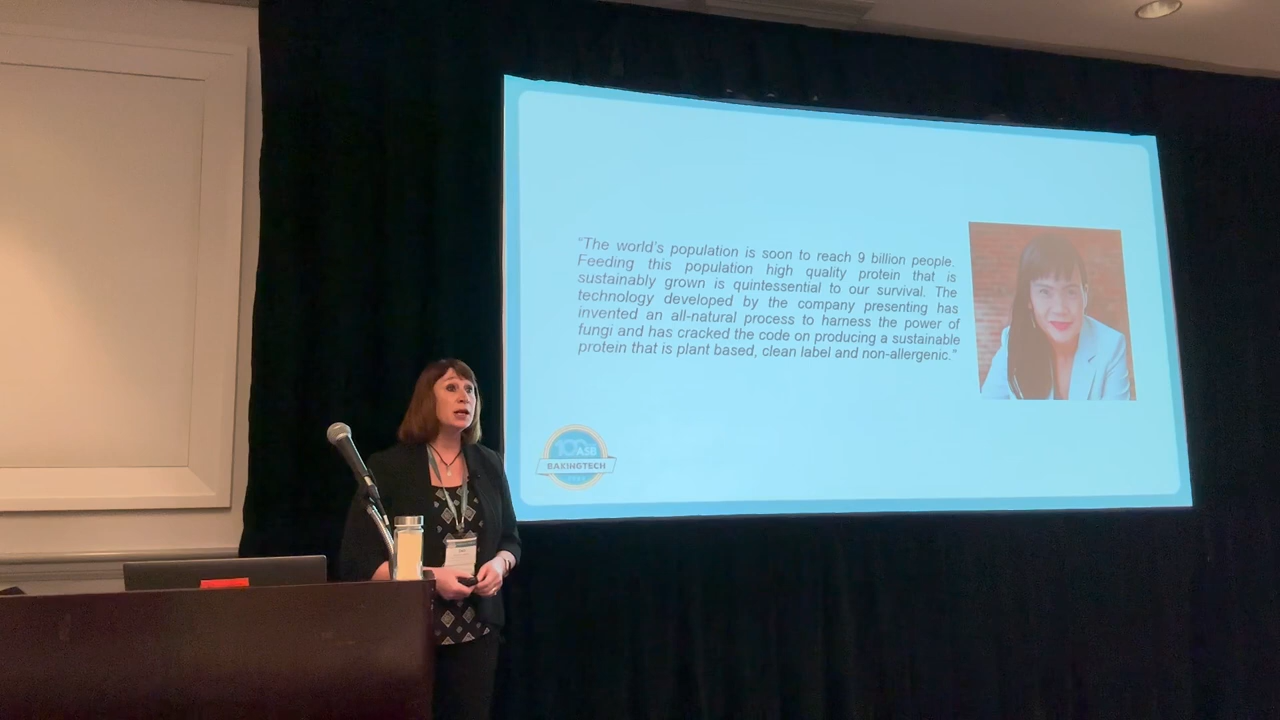 "The world's population is soon to reach 9 billion people.
Feeding this population high quality protein that is
sustainably grown is quintessential to our survival. The
technology developed by the company presenting has
invented an all-natural process to harness the power of
fungi and has cracked the code on producing a sustainable
protein that is plant based, clean label and non-allergenic."
100
ASB
BAKINGTECH